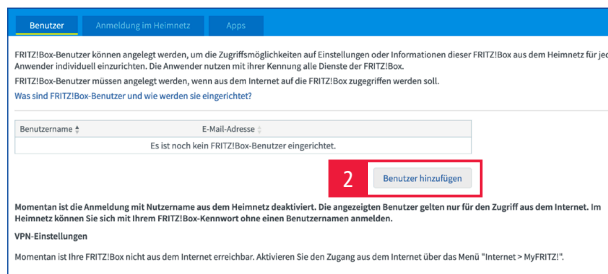 Benutzer Anmeldung im Heimnetz Apps
FRITZ!Box-Benutzer können angelegt werden, um die Zugriffsmöglichkeiten auf Einstellungen oder Informationen dieser FRITZ!Box aus dem Heimnetz für jed
Anwender individuell einzurichten. Die Anwender nutzen mit ihrer Kennung alle Dienste der FRITZ!Box.
FRITZ!Box-Benutzer müssen angelegt werden, wenn aus dem Internet auf die FRITZ!Box zugegriffen werden soll.
Was sind FRITZ!Box-Benutzer und wie werden sie eingerichtet?
Benutzername E-Mail-Adresse
Es ist noch kein FRITZ!Box-Benutzer eingerichtet.
2 Benutzer hinzufügen
Momentan ist die Anmeldung mit Nutzername aus dem Heimnetz deaktiviert. Die angezeigten Benutzer gelten nur für den Zugriff aus dem Internet. Im
Heimnetz können Sie sich mit Ihrem FRITZ!Box-Kennwort ohne einen Benutzernamen anmelden.
VPN-Einstellungen
Momentan ist Ihre FRITZ!Box nicht aus dem Internet erreichbar. Aktivieren Sie den Zugang aus dem Internet über das Menü "Internet > MyFRITZ!".